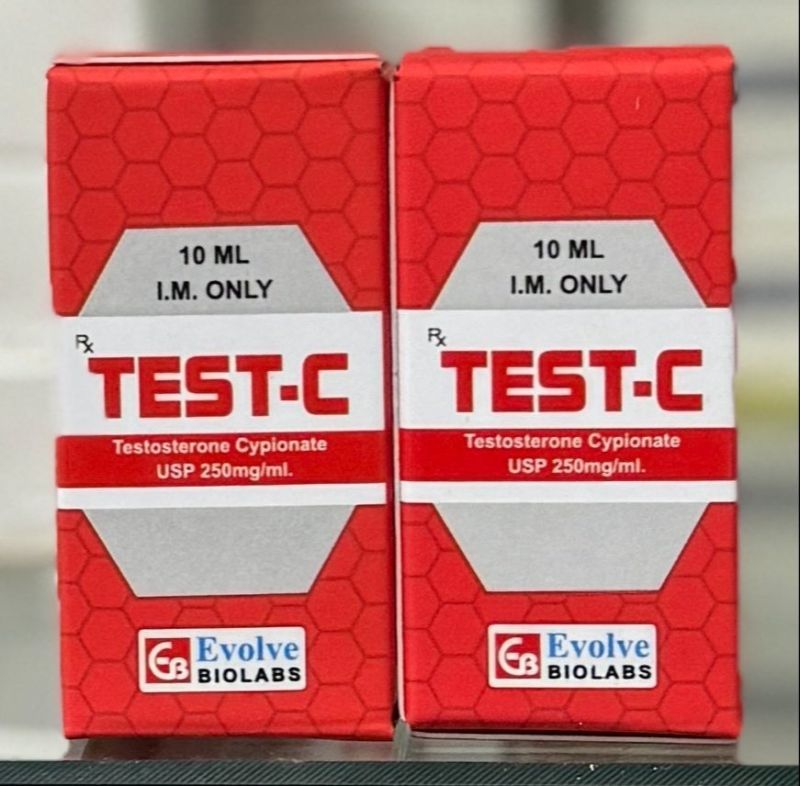 10 ML
I.M. ONLY
Rx
TEST-C
Testosterone Cypionate
USP 250mg/ml.
EB Evolve
BIOLABS
10 ML
I.M. ONLY
Rx
TEST-C
Testosterone Cypionate
USP 250mg/ml.
EB Evolve
BIOLABS